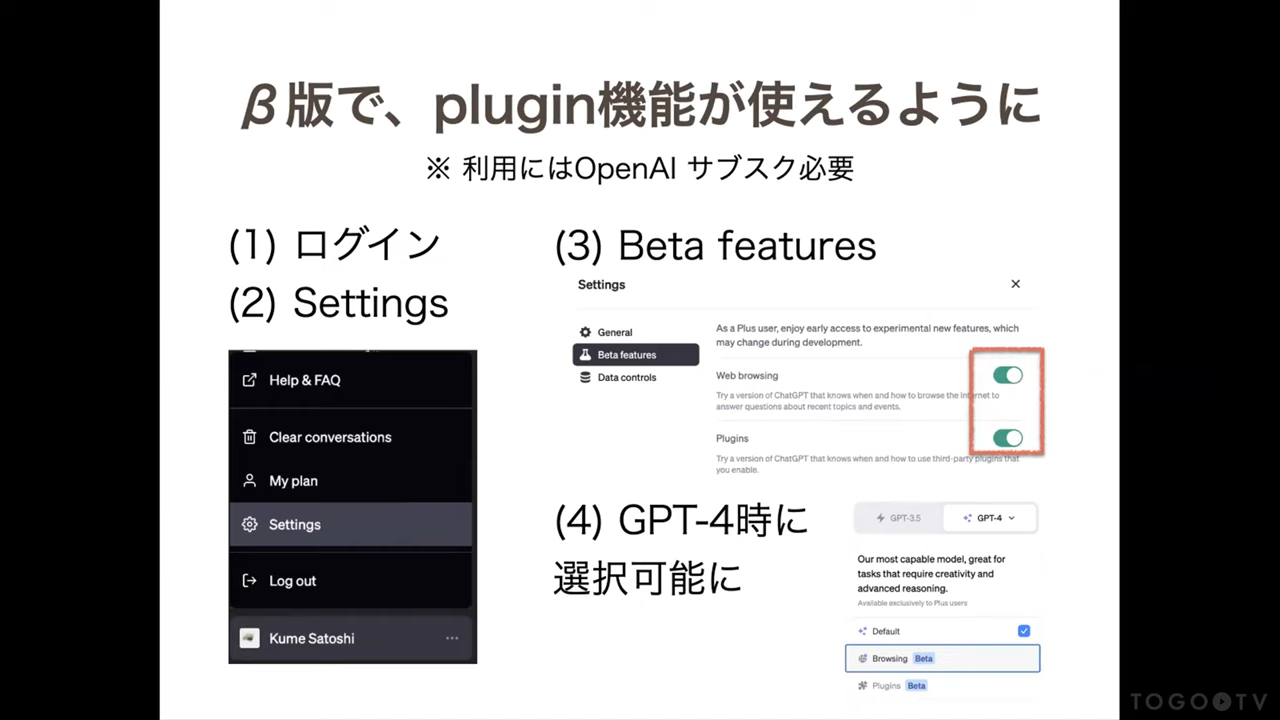 β版で、plugin機能が使えるように
※ 利用にはOpenAI サブスク必要
(1) ログイン
(2) Settings
Help & FAQ
Clear conversations
My plan
Settings
Log out
Kume Satoshi
(3) Beta features
Settings
General
Beta features
Data controls
As a Plus user, enjoy early access to experimental new features, which
may change during development.
Web browsing
Try a version of ChatGPT that knows when and how to browse the internet to
answer questions about recent topics and events.
Plugins
Try a version of ChatGPT that knows when and how to use third-party plugins that
you enable.
(4) GPT-4時に
選択可能に
GPT-3.5
GPT-4
Our most capable model, great for
tasks that require creativity and
advanced reasoning.
Available exclusively to Plus users
Default
Browsing Beta
Plugins Beta
TOGO TV